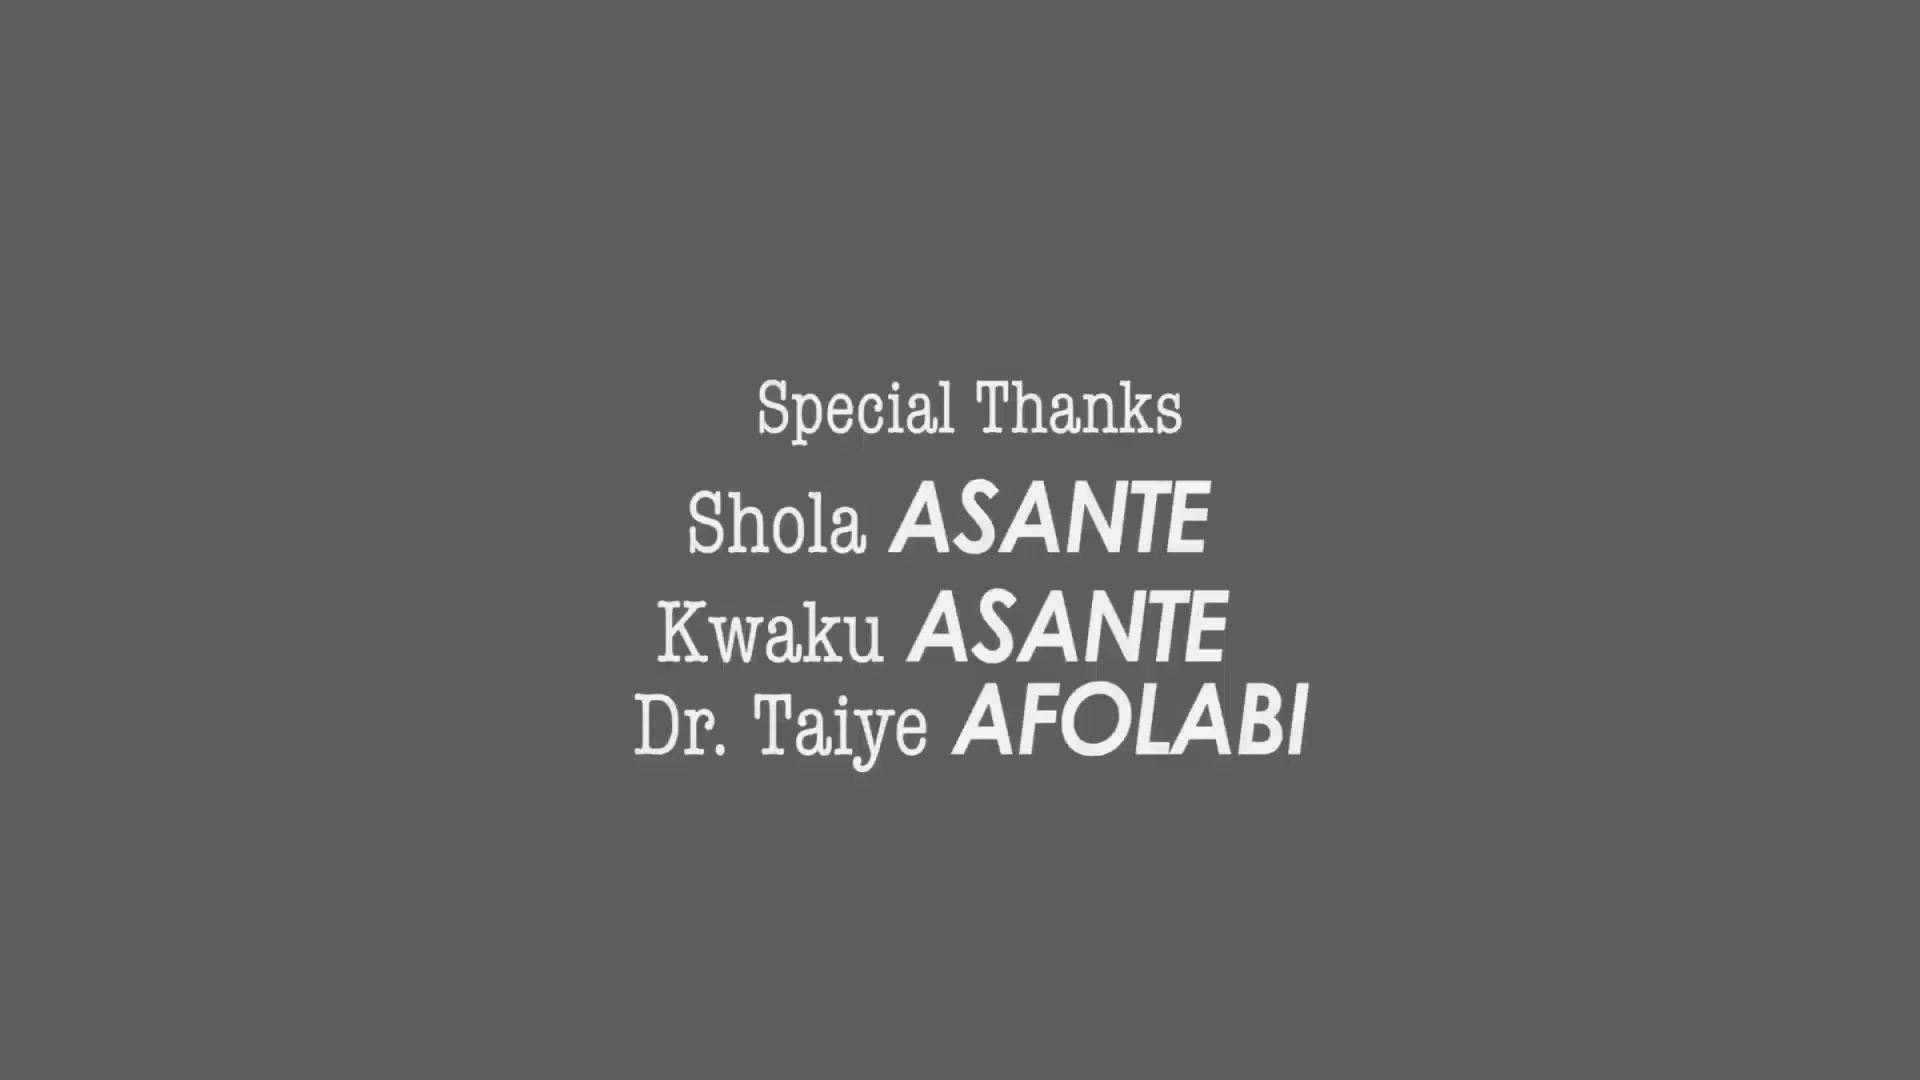 Special Thanks
Shola ASANTE
Kwaku ASANTE
Dr. Taiye AFOLABI